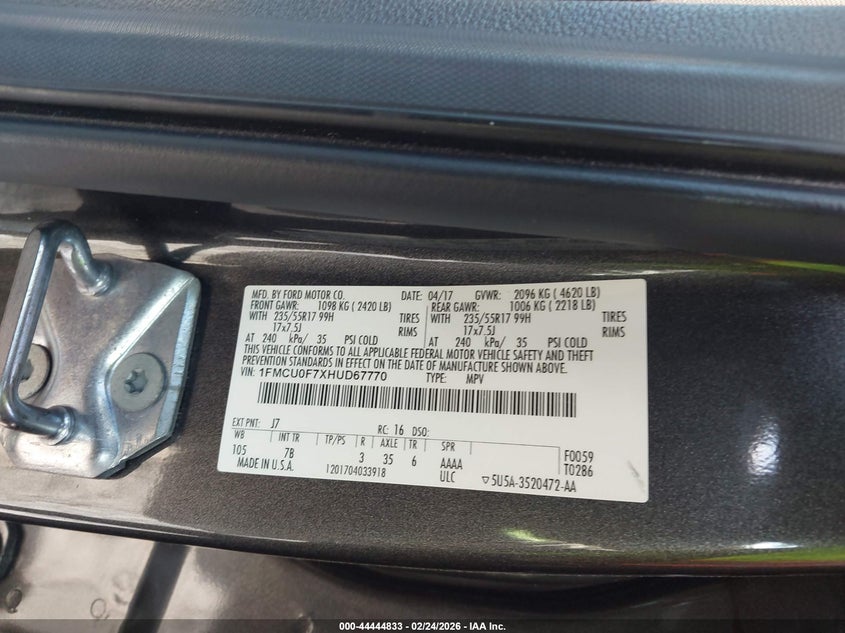 MFD. BY FORD MOTOR CO. DATE: 04/17 GVWR: 2096 KG ( 4620 LB)
FRONT GAWR: 1098 KG ( 2420 LB) REAR GAWR: 1006 KG ( 2218 LB)
WITH 235/55R17 99H TIRES WITH 235/55R17 99H TIRES
17x7.5J RIMS 17x7.5J RIMS
AT 240 kPa/ 35 PSI COLD AT 240 kPa/ 35 PSI COLD
THIS VEHICLE CONFORMS TO ALL APPLICABLE FEDERAL MOTOR VEHICLE SAFETY AND THEFT
PREVENTION STANDARDS IN EFFECT ON THE DATE OF MANUFACTURE SHOWN ABOVE.
VIN: 1FMCU0F7XHUD67770 TYPE: MPV
EXT PNT: J7 RC: 16 DSO:
WB INT TR TP/PS R AXLE TR SPR F0059
105 7B 3 35 6 AAAA T0286
MADE IN U.S.A. 1201704033918 ULC ▽5U5A-3520472-AA
000-44444833 - 02/24/2026 - IAA Inc.